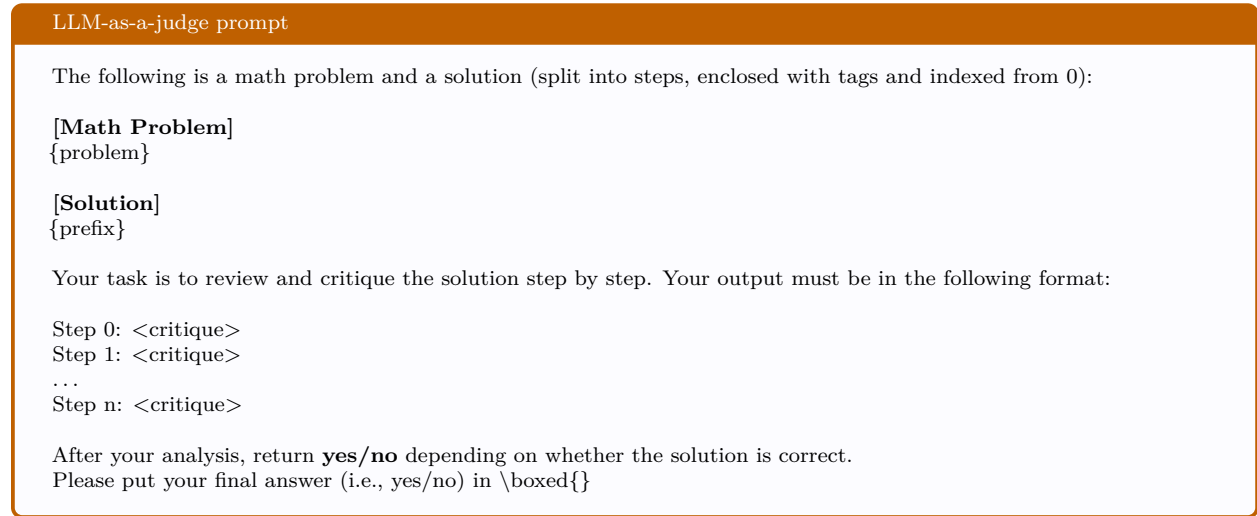 LLM-as-a-judge prompt
The following is a math problem and a solution (split into steps, enclosed with tags and indexed from 0):
[Math Problem]
{problem}
[Solution]
{prefix}
Your task is to review and critique the solution step by step. Your output must be in the following format:
Step 0: <critique>
Step 1: <critique>
...
Step n: <critique>
After your analysis, return yes/no depending on whether the solution is correct.
Please put your final answer (i.e., yes/no) in \boxed{}